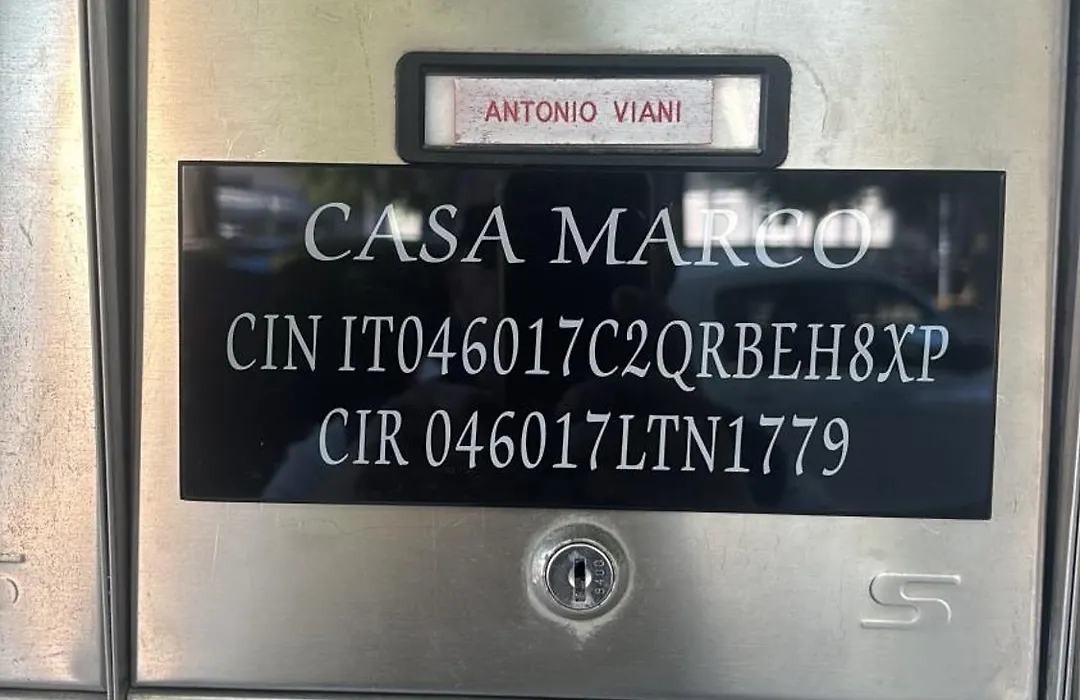 ANTONIO VIANI
CASA MARCO
CIN IT046017C2QRBEH8XP
CIR 046017LTN1779
S